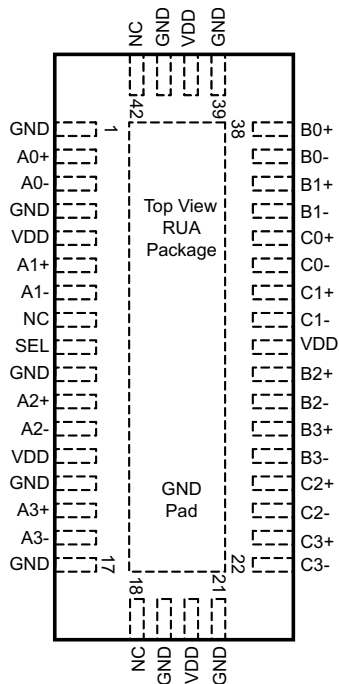 NC
GND
VDD
GND
42
39
GND
1
38
B0+
A0+
B0-
A0-
B1+
GND
Top View
RUA
Package
B1-
VDD
C0+
A1+
C0-
A1-
C1+
NC
C1-
SEL
VDD
GND
B2+
A2+
B2-
A2-
B3+
VDD
B3-
GND
GND
Pad
C2+
A3+
C2-
A3-
C3+
GND
17
22
C3-
18
21
NC
GND
VDD
GND